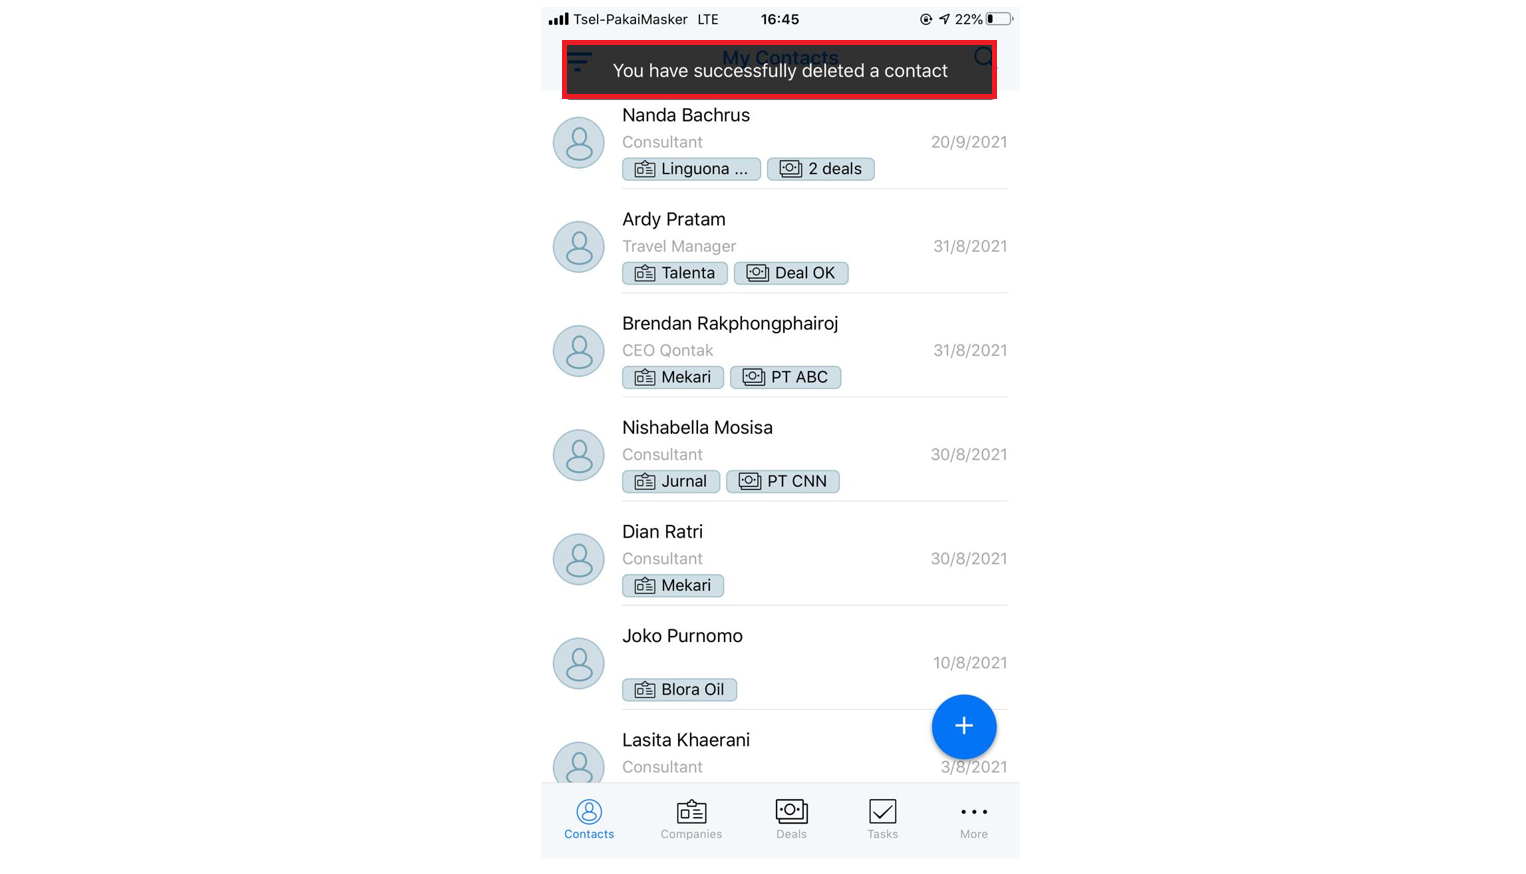 Tsel-PakaiMasker LTE 16:45 22%
My Contacts
You have successfully deleted a contact
Nanda Bachrus
Consultant 20/9/2021
Linguona ... 2 deals
Ardy Pratam
Travel Manager 31/8/2021
Talenta Deal OK
Brendan Rakphongphairoj
CEO Qontak 31/8/2021
Mekari PT ABC
Nishabella Mosisa
Consultant 30/8/2021
Jurnal PT CNN
Dian Ratri
Consultant 30/8/2021
Mekari
Joko Purnomo
10/8/2021
Blora Oil
Lasita Khaerani
Consultant 3/8/2021
Contacts Companies Deals Tasks More